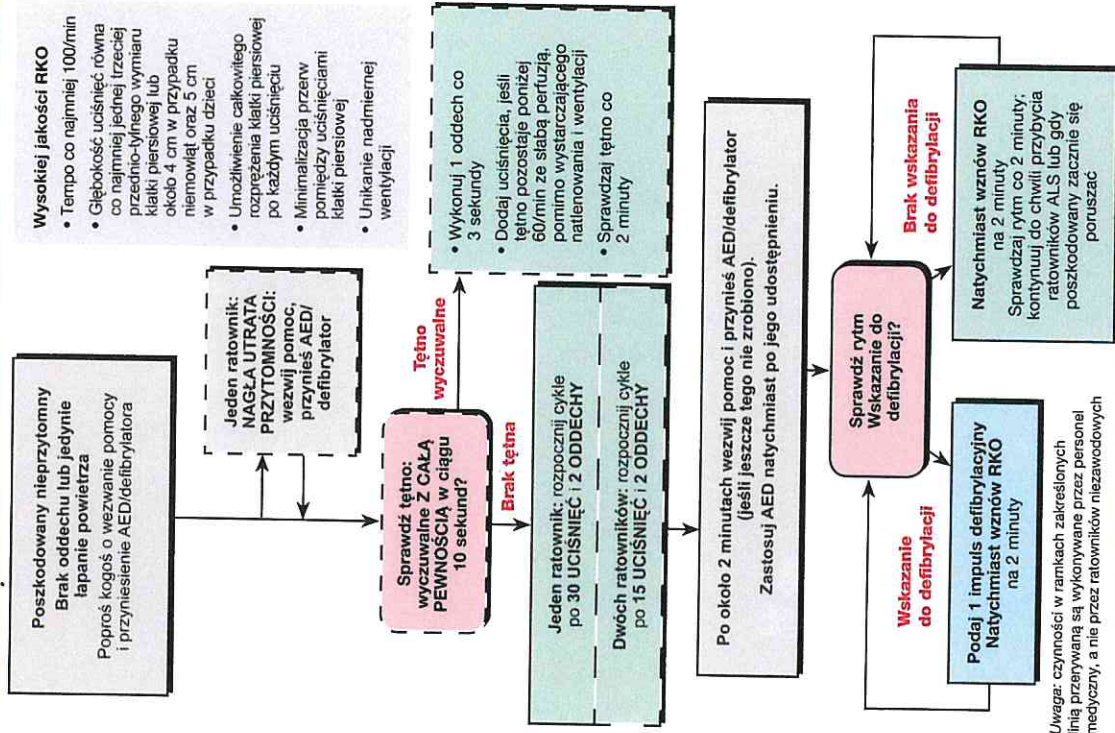 Poszkodowany nieprzytomny
Brak oddechu lub jedynie
łapanie powietrza
Poproś kogoś o wezwanie pomocy
i przyniesienie AED/defibrylatora
Wysokiej jakości RKO
• Tempo co najmniej 100/min
• Głębokość uciśnięć równa
co najmniej jednej trzeciej
przednio-tylnego wymiaru
klatki piersiowej lub
około 4 cm w przypadku
niemowląt oraz 5 cm
w przypadku dzieci
• Umożliwienie całkowitego
rozprężenia klatki piersiowej
po każdym uciśnięciu
• Minimalizacja przerw
pomiędzy uciśnięciami
klatki piersiowej
• Unikanie nadmiernej
wentylacji
Jeden ratownik:
NAGŁA UTRATA
PRZYTOMNOŚCI:
wezwij pomoc,
przynieś AED/
defibrylator
Sprawdź tętno:
wyczuwalne Z CAŁĄ
PEWNOŚCIĄ w ciągu
10 sekund?
Tętno
wyczuwalne
• Wykonuj 1 oddech co
3 sekundy
• Dodaj uciśnięcia, jeśli
tętno pozostaje poniżej
60/min ze słabą perfuzją,
pomimo wystarczającego
natlenowania i wentylacji
• Sprawdzaj tętno co
2 minuty
Brak tętna
Jeden ratownik: rozpocznij cykle
po 30 UCIŚNIĘĆ i 2 ODDECHY
Dwóch ratowników: rozpocznij cykle
po 15 UCIŚNIĘĆ i 2 ODDECHY
Po około 2 minutach wezwij pomoc i przynieś AED/defibrylator
(jeśli jeszcze tego nie zrobiono).
Zastosuj AED natychmiast po jego udostępnieniu.
Sprawdź rytm
Wskazanie do
defibrylacji?
Wskazanie
do defibrylacji
Brak wskazania
do defibrylacji
Podaj 1 impuls defibrylacyjny
Natychmiast wznów RKO
na 2 minuty
Natychmiast wznów RKO
na 2 minuty
Sprawdzaj rytm co 2 minuty;
kontynuuj do chwili przybycia
ratowników ALS lub gdy
poszkodowany zacznie się
poruszać
Uwaga: czynności w ramkach zakreślonych
linią przerywaną są wykonywane przez personel
medyczny, a nie przez ratowników niezawodowych